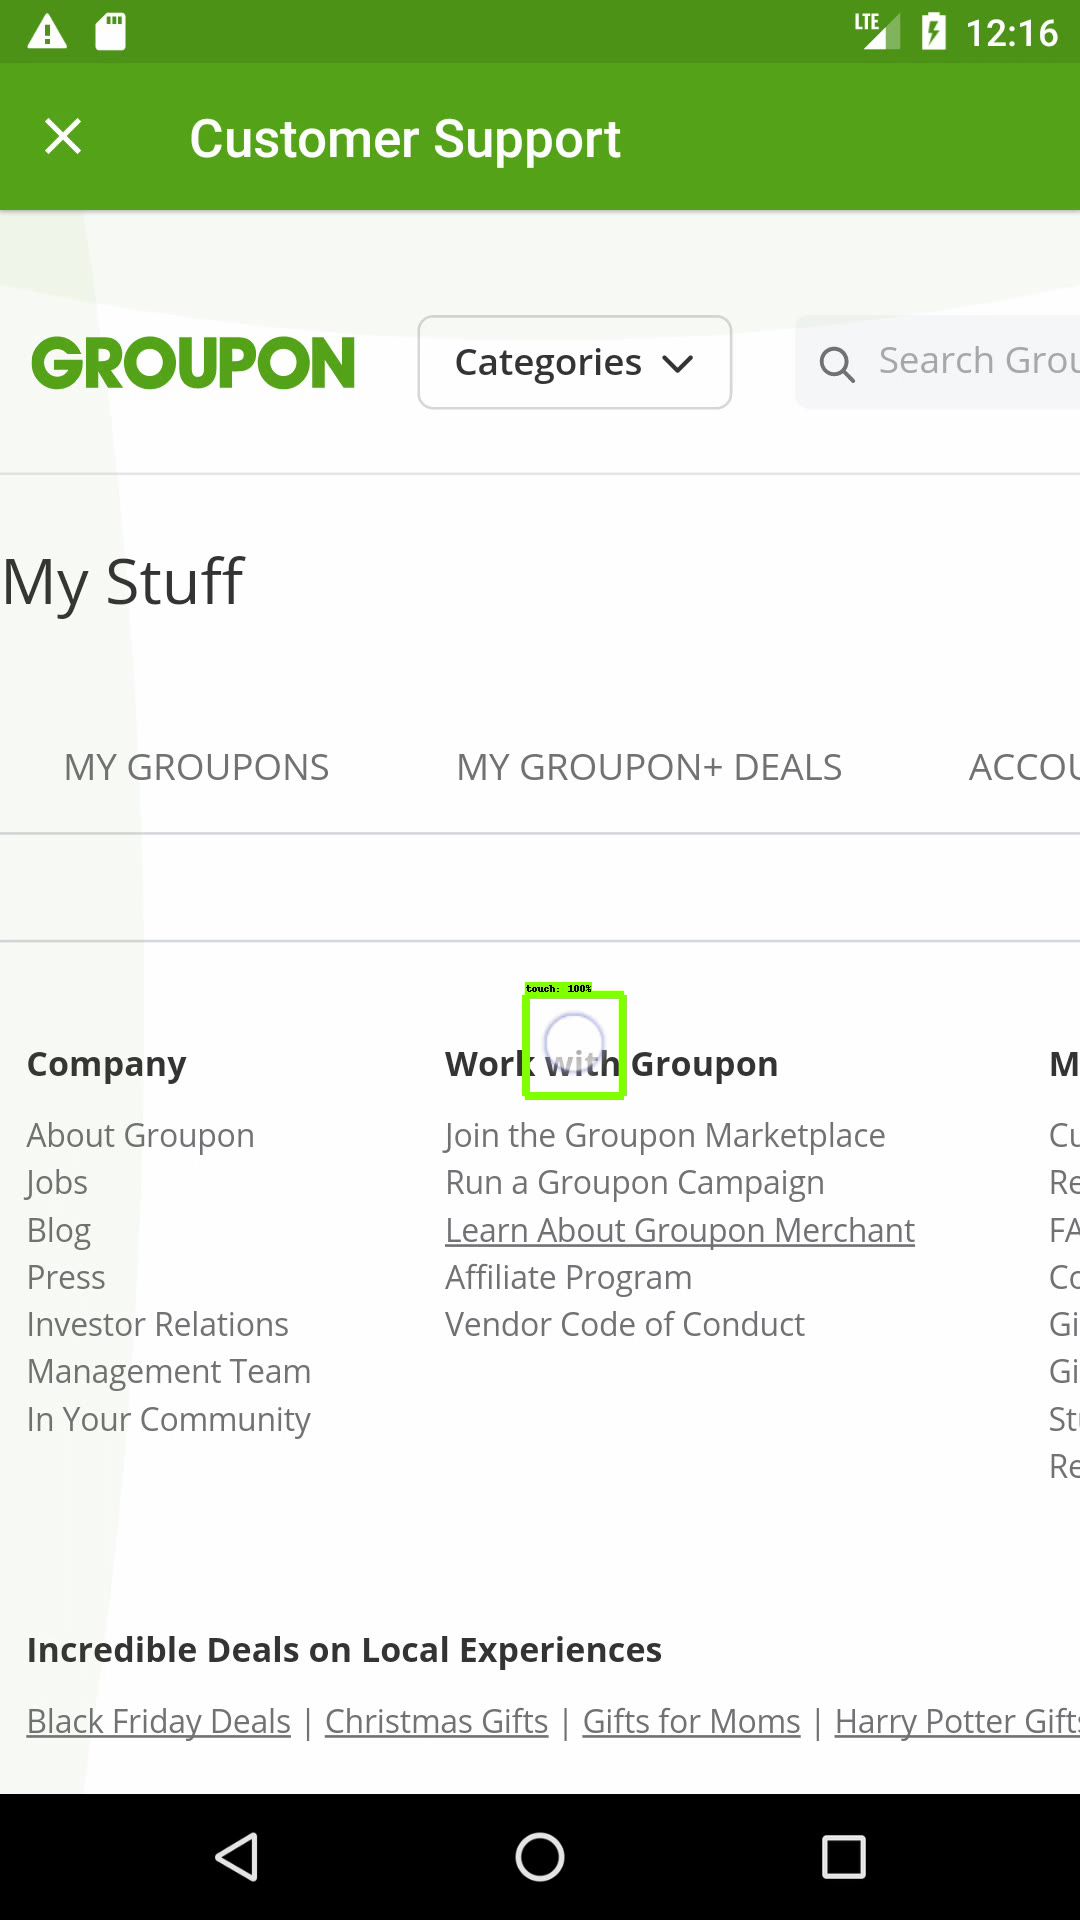 LTE 12:16
Customer Support
GROUPON Categories Search Grou
My Stuff
MY GROUPONS MY GROUPON+ DEALS ACCOU
touch: 100%
Company Work with Groupon M
About Groupon Join the Groupon Marketplace Cu
Jobs Run a Groupon Campaign Re
Blog Learn About Groupon Merchant FA
Press Affiliate Program Co
Investor Relations Vendor Code of Conduct Gi
Management Team Gi
In Your Community Stu
Re
Incredible Deals on Local Experiences
Black Friday Deals | Christmas Gifts | Gifts for Moms | Harry Potter Gifts